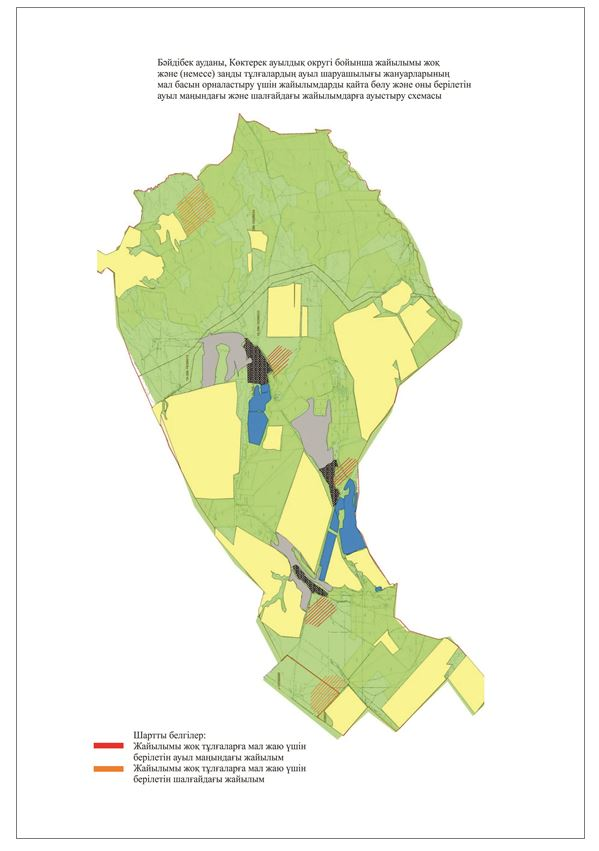 Бәйдібек ауданы, Көктерек ауылдық округі бойынша жайылымы жоқ
және (немесе) заңды тұлғалардың ауыл шаруашылығы жануарларының
мал басын орналастыру үшін жайылымдарды қайта бөлу және оны берілетін
ауыл маңындағы және шалғайдағы жайылымдарға ауыстыру схемасы
Шартты белгілер:
Жайылымы жоқ тұлғаларға мал жаю үшін
берілетін ауыл маңындағы жайылым
Жайылымы жоқ тұлғаларға мал жаю үшін
берілетін шалғайдағы жайылым